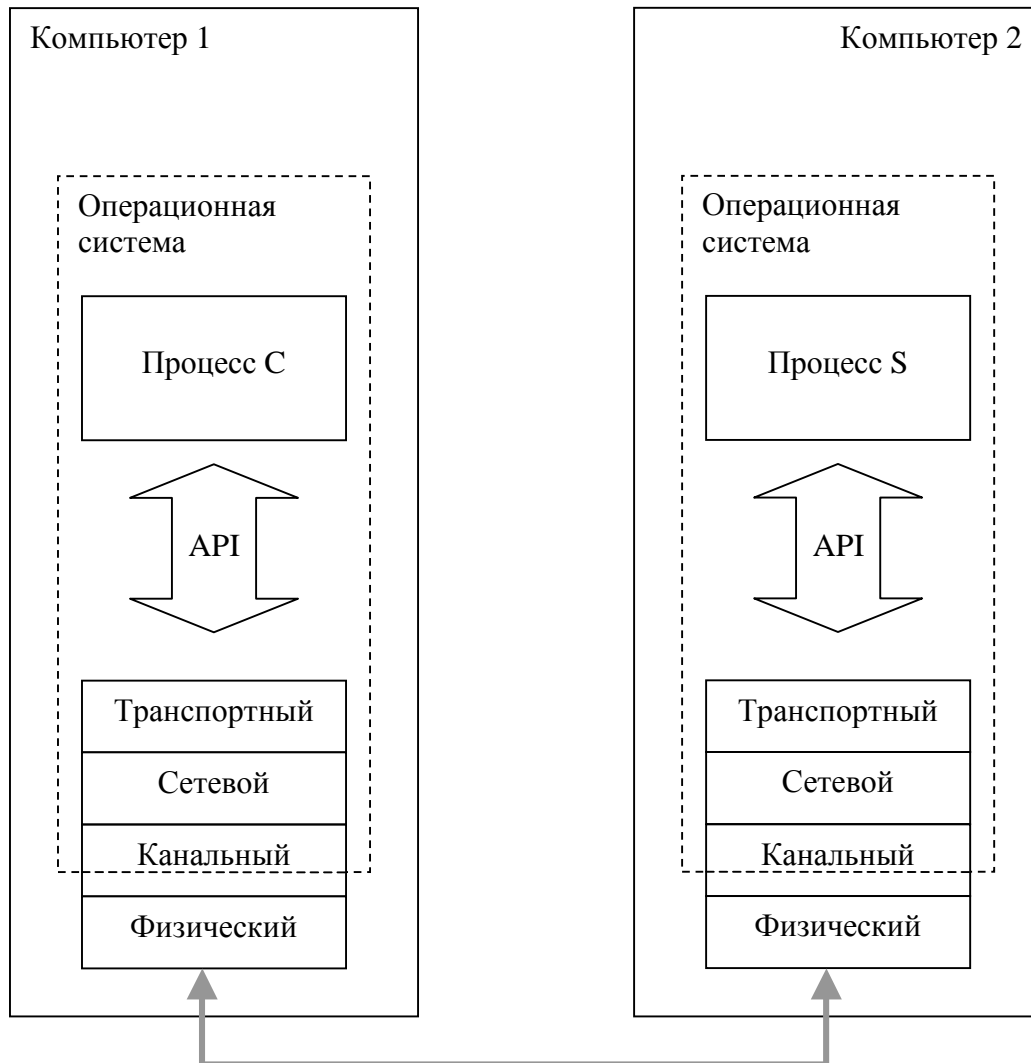 Компьютер 1
Операционная
система
Процесс C
API
Транспортный
Сетевой
Канальный
Физический
Компьютер 2
Операционная
система
Процесс S
API
Транспортный
Сетевой
Канальный
Физический